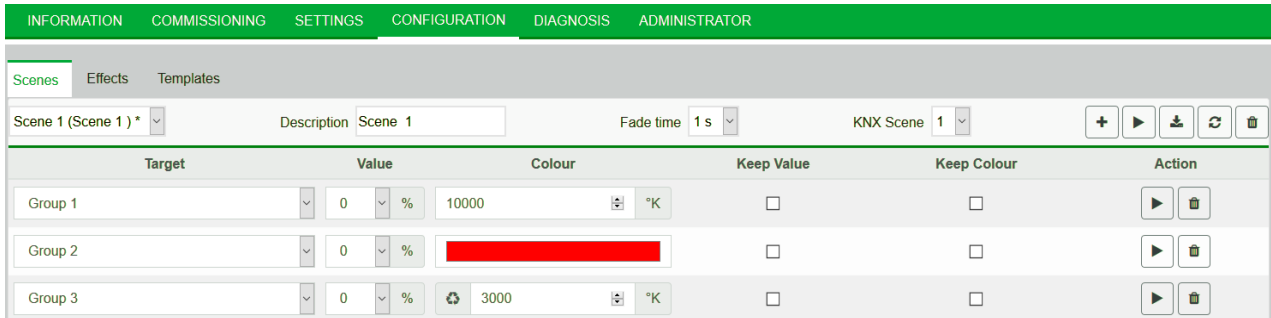 INFORMATION COMMISSIONING SETTINGS CONFIGURATION DIAGNOSIS ADMINISTRATOR
Scenes Effects Templates
Scene 1 (Scene 1 ) * Description Scene 1 Fade time 1 s KNX Scene 1
Target Value Colour Keep Value Keep Colour Action
Group 1 0 % 10000 °K
Group 2 0 %
Group 3 0 % 3000 °K